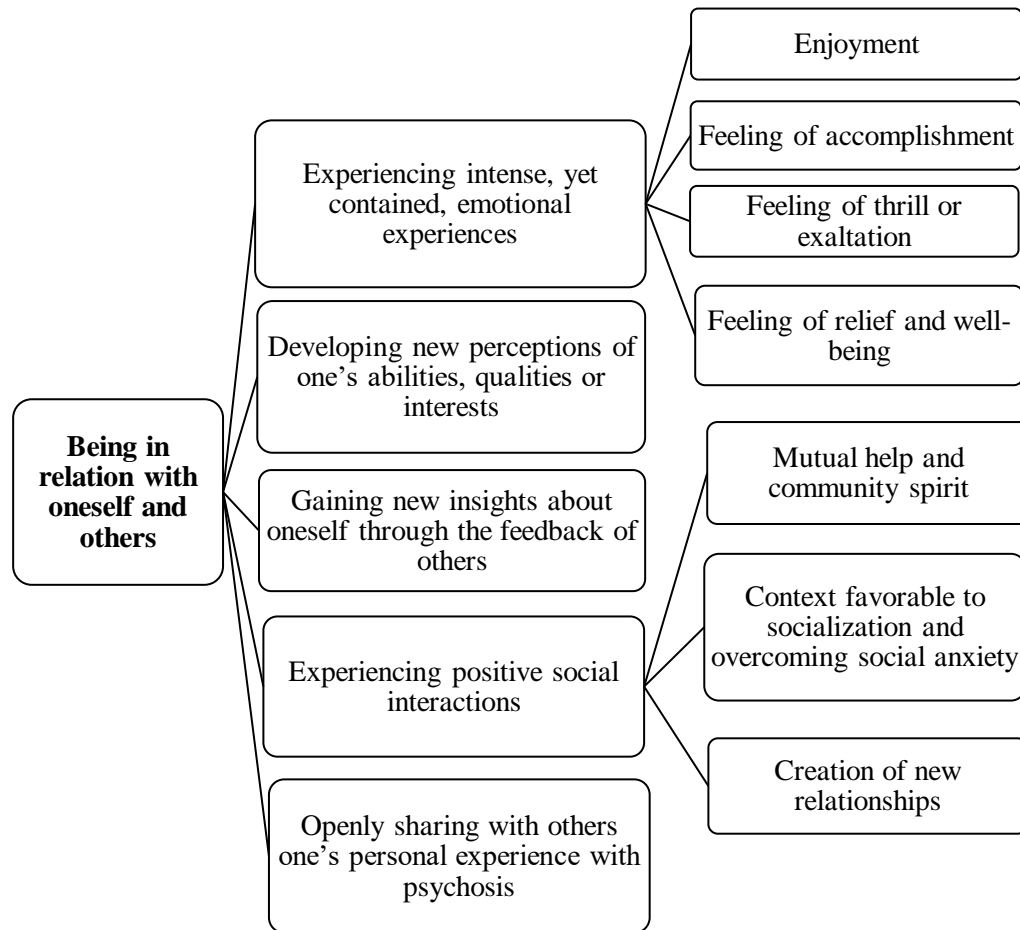 Being in
relation with
oneself and
others
Experiencing intense, yet
contained, emotional
experiences
Enjoyment
Feeling of accomplishment
Feeling of thrill or
exaltation
Feeling of relief and well-
being
Developing new perceptions of
one’s abilities, qualities or
interests
Gaining new insights about
oneself through the feedback of
others
Experiencing positive social
interactions
Mutual help and
community spirit
Context favorable to
socialization and
overcoming social anxiety
Creation of new
relationships
Openly sharing with others
one’s personal experience with
psychosis